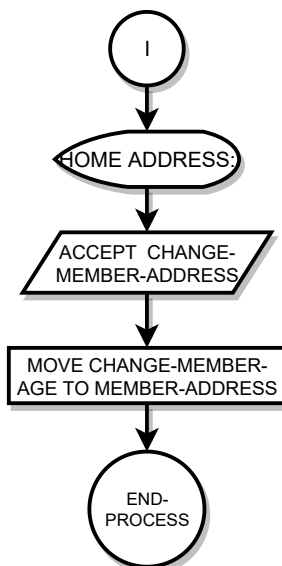 I
HOME ADDRESS:
ACCEPT CHANGE-
MEMBER-ADDRESS
MOVE CHANGE-MEMBER-
AGE TO MEMBER-ADDRESS
END-
PROCESS